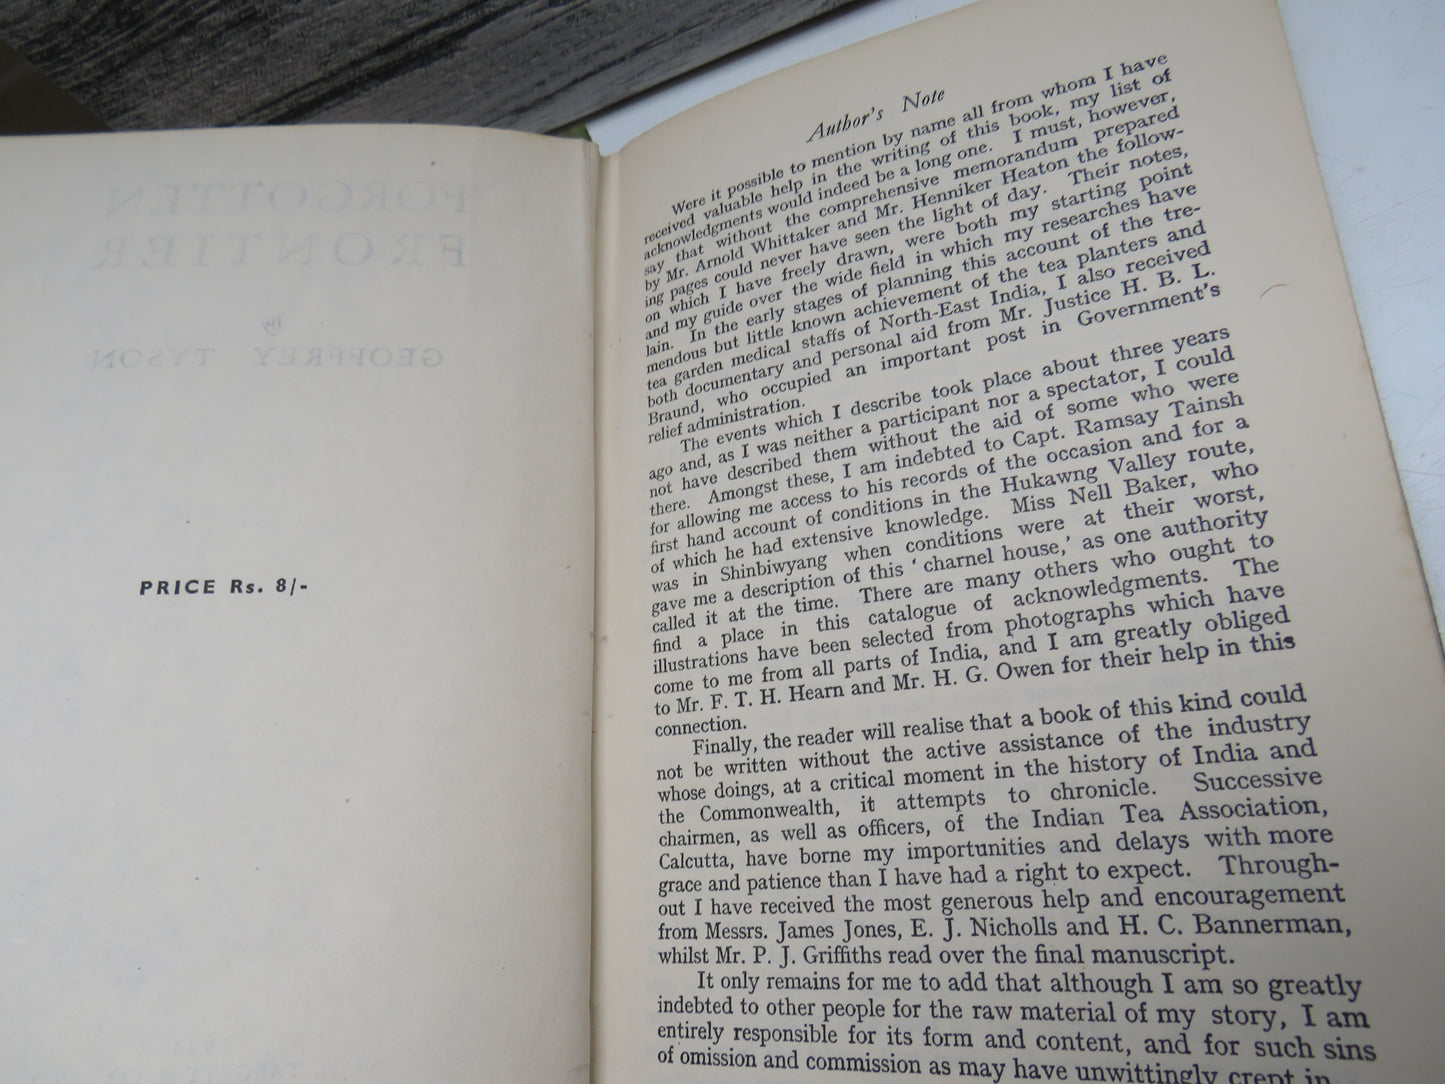 FORGOTTEN
FRONTIER
By
GEOFFREY TYSON
PRICE Rs. 8/-
Author's Note
Were it possible to mention by name all from whom I have
received valuable help in the writing of this book, my list of
acknowledgments would indeed be a long one. I must, however,
say that without the comprehensive memorandum prepared
by Mr. Arnold Whittaker and Mr. Henniker Heaton the follow-
ing pages could never have seen the light of day. Their notes,
on which I have freely drawn, were both my starting point
and my guide over the wide field in which my researches have
lain. In the early stages of planning this account of the tre-
mendous but little known achievement of the tea planters and
tea garden medical staffs of North-East India, I also received
both documentary and personal aid from Mr. Justice H. B. L.
Braund, who occupied an important post in Government's
relief administration.
The events which I describe took place about three years
ago and, as I was neither a participant nor a spectator, I could
not have described them without the aid of some who were
there. Amongst these, I am indebted to Capt. Ramsay Tainsh
for allowing me access to his records of the occasion and for a
first hand account of conditions in the Hukawng Valley route,
of which he had extensive knowledge. Miss Nell Baker, who
was in Shinbiwyang when conditions were at their worst,
gave me a description of this ' charnel house,' as one authority
called it at the time. There are many others who ought to
find a place in this catalogue of acknowledgments. The
illustrations have been selected from photographs which have
come to me from all parts of India, and I am greatly obliged
to Mr. F. T. H. Hearn and Mr. H. G. Owen for their help in this
connection.
Finally, the reader will realise that a book of this kind could
not be written without the active assistance of the industry
whose doings, at a critical moment in the history of India and
the Commonwealth, it attempts to chronicle. Successive
chairmen, as well as officers, of the Indian Tea Association,
Calcutta, have borne my importunities and delays with more
grace and patience than I have had a right to expect. Through-
out I have received the most generous help and encouragement
from Messrs. James Jones, E. J. Nicholls and H. C. Bannerman,
whilst Mr. P. J. Griffiths read over the final manuscript.
It only remains for me to add that although I am so greatly
indebted to other people for the raw material of my story, I am
entirely responsible for its form and content, and for such sins
of omission and commission as may have unwittingly crept in